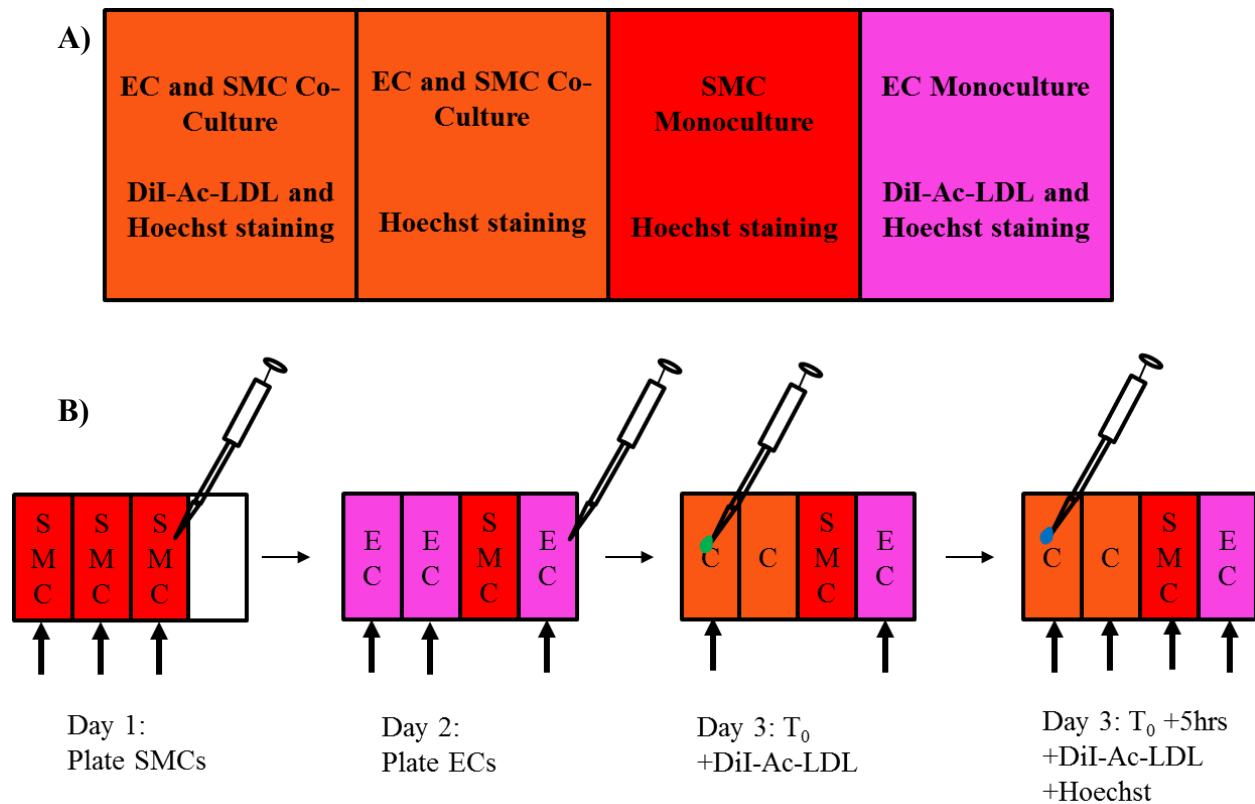 A)
EC and SMC Co-
Culture
DiI-Ac-LDL and
Hoechst staining
EC and SMC Co-
Culture
Hoechst staining
SMC
Monoculture
Hoechst staining
EC Monoculture
DiI-Ac-LDL and
Hoechst staining
B)
S
M
C
S
M
C
S
M
C
Day 1:
Plate SMCs
E
C
E
C
S
M
C
E
C
Day 2:
Plate ECs
C
C
S
M
C
E
C
Day 3: T₀
+DiI-Ac-LDL
C
C
S
M
C
E
C
Day 3: T₀ +5hrs
+DiI-Ac-LDL
+Hoechst